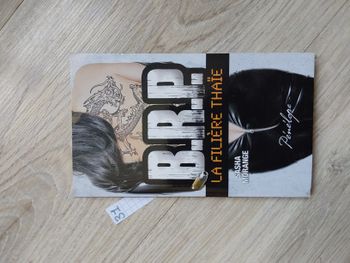 B.R.P.
LA FILIÈRE THAÏE
SASHA
MORANGE
Pénélope